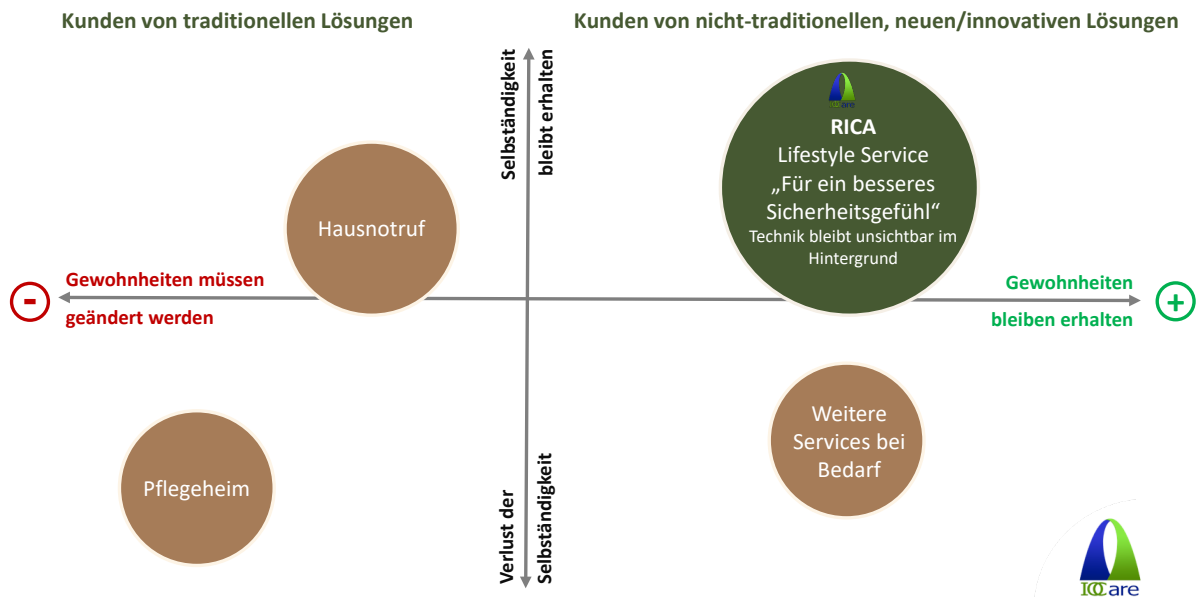 Kunden von traditionellen Lösungen
Kunden von nicht-traditionellen, neuen/innovativen Lösungen
Selbständigkeit
bleibt erhalten
IQCare
RICA
Lifestyle Service
„Für ein besseres
Sicherheitsgefühl“
Technik bleibt unsichtbar im
Hintergrund
Hausnotruf
-
Gewohnheiten müssen
geändert werden
Gewohnheiten
bleiben erhalten
+
Weitere
Services bei
Bedarf
Pflegeheim
Verlust der
Selbständigkeit
IQCare